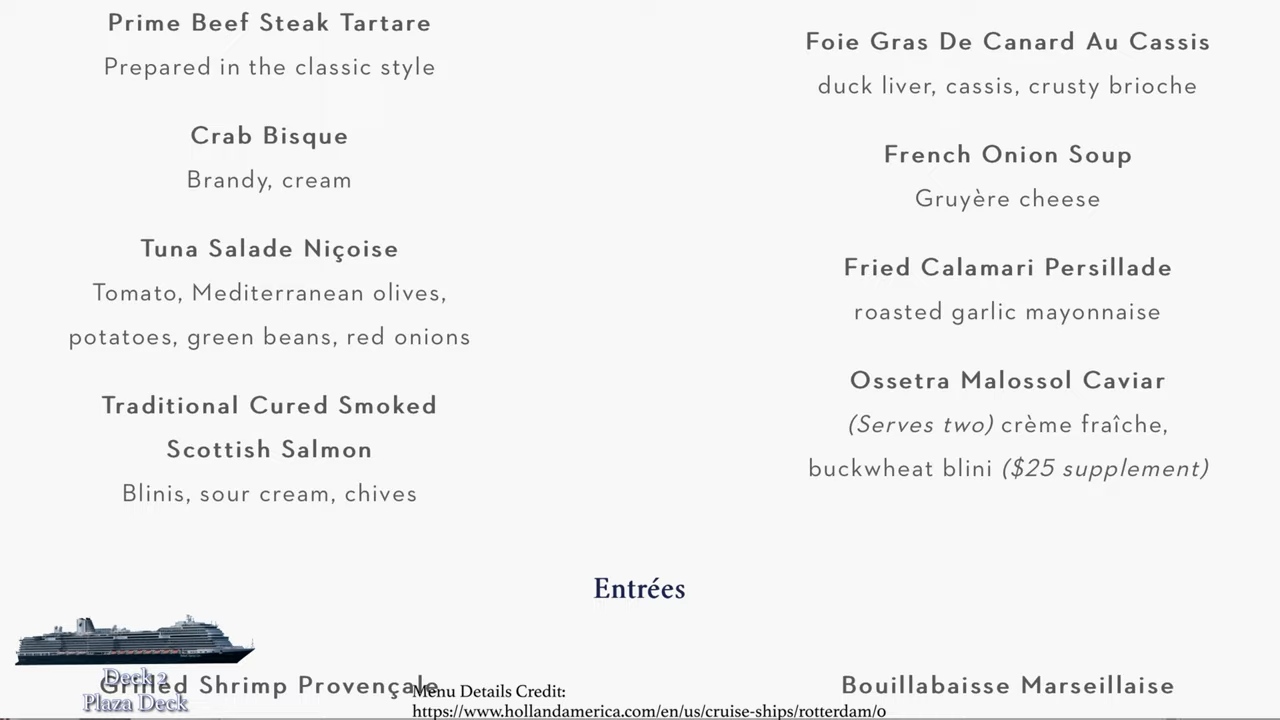 Prime Beef Steak Tartare
Prepared in the classic style
Crab Bisque
Brandy, cream
Tuna Salade Niçoise
Tomato, Mediterranean olives,
potatoes, green beans, red onions
Traditional Cured Smoked
Scottish Salmon
Blinis, sour cream, chives
Foie Gras De Canard Au Cassis
duck liver, cassis, crusty brioche
French Onion Soup
Gruyère cheese
Fried Calamari Persillade
roasted garlic mayonnaise
Ossetra Malossol Caviar
(Serves two) crème fraîche,
buckwheat blini ($25 supplement)
Entrées
Grilled Shrimp Provençale
Bouillabaisse Marseillaise
Deck 2
Plaza Deck
Menu Details Credit:
https://www.hollandamerica.com/en/us/cruise-ships/rotterdam/0